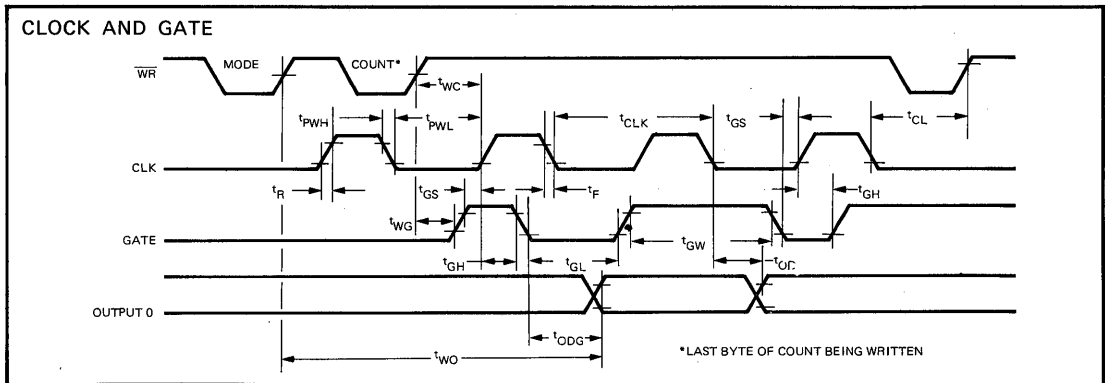 CLOCK AND GATE
WR MODE COUNT*
tWC
tPWH tPWL tCLK tGS tCL
CLK
tR tGS tF tGH
tWG
GATE
tGW
tGH tGL tOD
OUTPUT 0
tODG
tWO
*LAST BYTE OF COUNT BEING WRITTEN